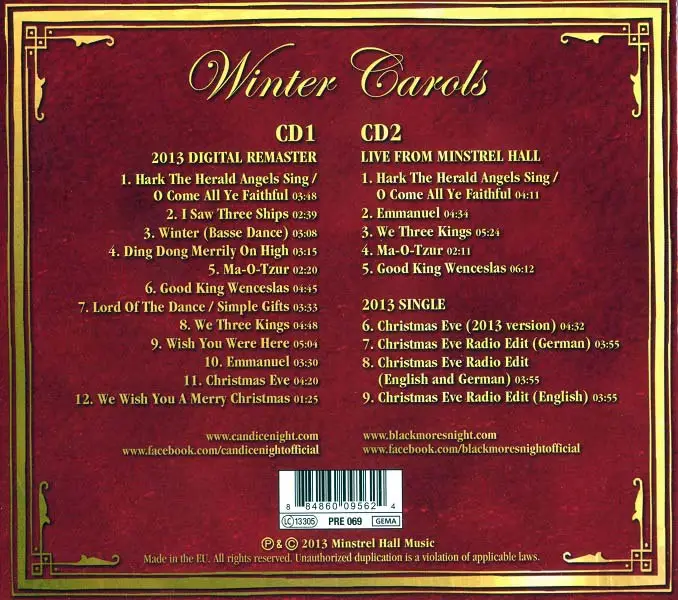 Winter Carols
CD1
2013 DIGITAL REMASTER
1. Hark The Herald Angels Sing /
O Come All Ye Faithful 03:48
2. I Saw Three Ships 02:39
3. Winter (Basse Dance) 03:08
4. Ding Dong Merrily On High 03:15
5. Ma-O-Tzur 02:20
6. Good King Wenceslas 04:45
7. Lord Of The Dance / Simple Gifts 03:33
8. We Three Kings 04:48
9. Wish You Were Here 05:04
10. Emmanuel 03:30
11. Christmas Eve 04:20
12. We Wish You A Merry Christmas 01:25
www.candicenight.com
www.facebook.com/candicenightofficial
CD2
LIVE FROM MINSTREL HALL
1. Hark The Herald Angels Sing /
O Come All Ye Faithful 04:11
2. Emmanuel 04:34
3. We Three Kings 05:24
4. Ma-O-Tzur 02:11
5. Good King Wenceslas 06:12
2013 SINGLE
6. Christmas Eve (2013 version) 04:32
7. Christmas Eve Radio Edit (German) 03:55
8. Christmas Eve Radio Edit
(English and German) 03:55
9. Christmas Eve Radio Edit (English) 03:55
www.blackmoresnight.com
www.facebook.com/blackmoresnightofficial
8 84860 09562 4
LC 13305 PRE 069 GEMA
℗ & © 2013 Minstrel Hall Music
Made in the EU. All rights reserved. Unauthorized duplication is a violation of applicable laws.